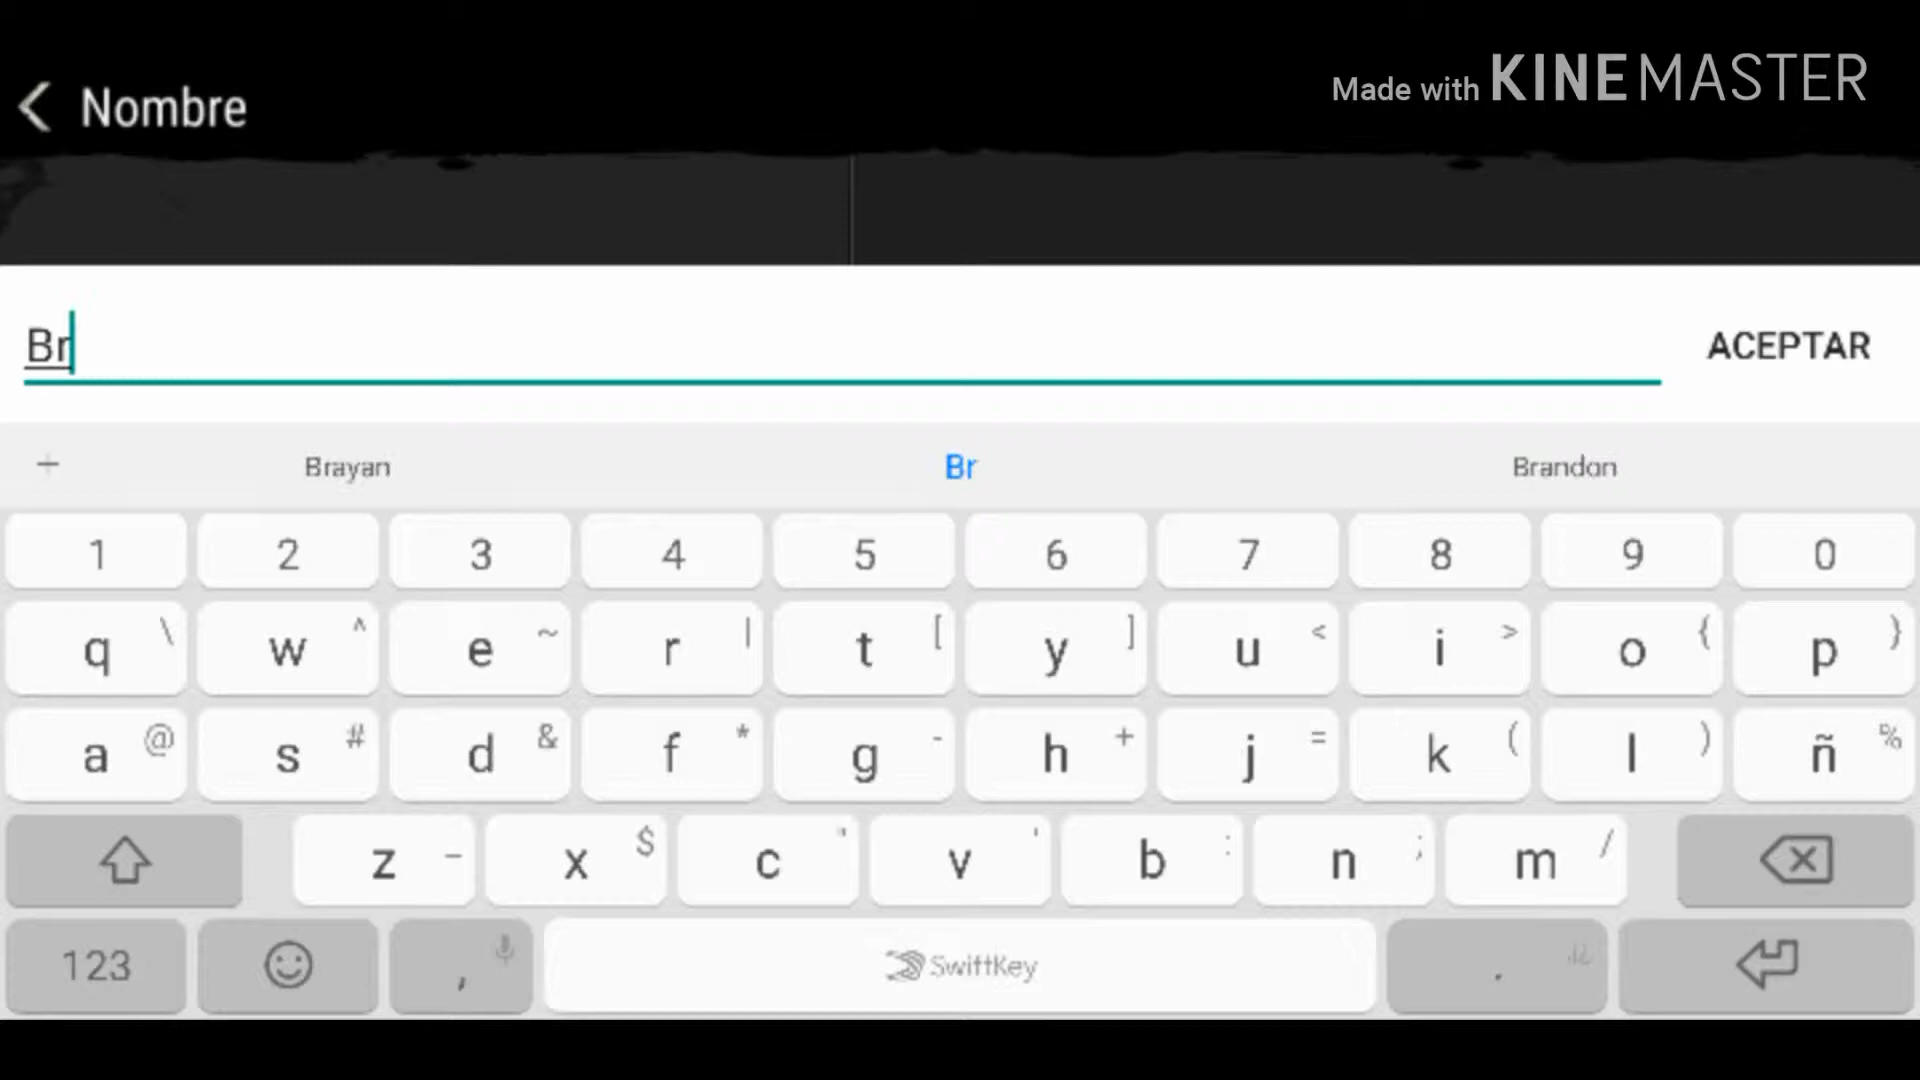 Made with KINEMASTER
Nombre
Br
ACEPTAR
+ Brayan Br Brandon
1 2 3 4 5 6 7 8 9 0
q \ w ^ e ~ r | t [ y ] u < i > o { p }
a @ s # d & f * g - h + j = k ( l ) ñ %
z _ x $ c " v ' b : n ; m /
123 , SwiftKey .